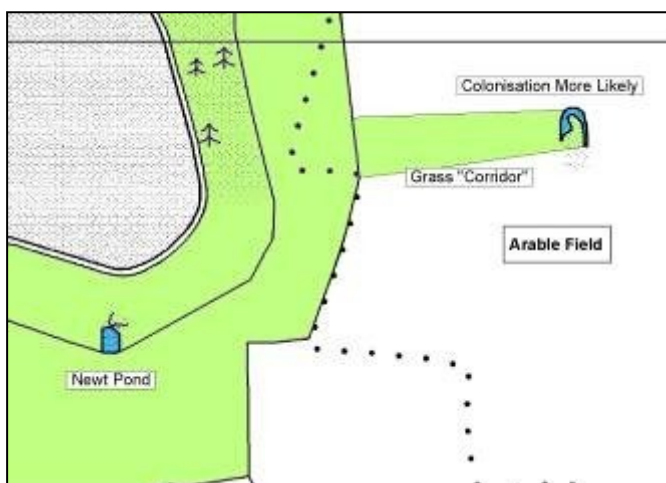 Colonisation More Likely
Grass "Corridor"
Arable Field
Newt Pond